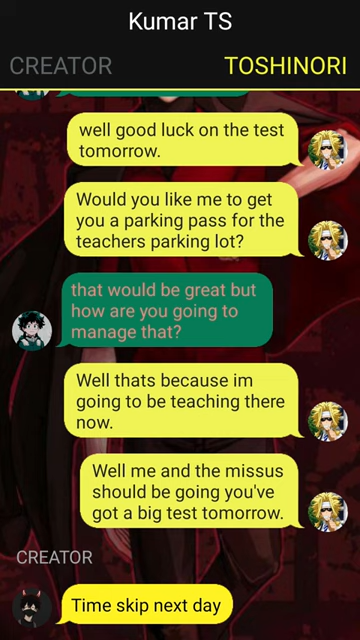 Kumar TS
CREATOR
TOSHINORI
well good luck on the test
tomorrow.
Would you like me to get
you a parking pass for the
teachers parking lot?
that would be great but
how are you going to
manage that?
Well thats because im
going to be teaching there
now.
Well me and the missus
should be going you've
got a big test tomorrow.
CREATOR
Time skip next day